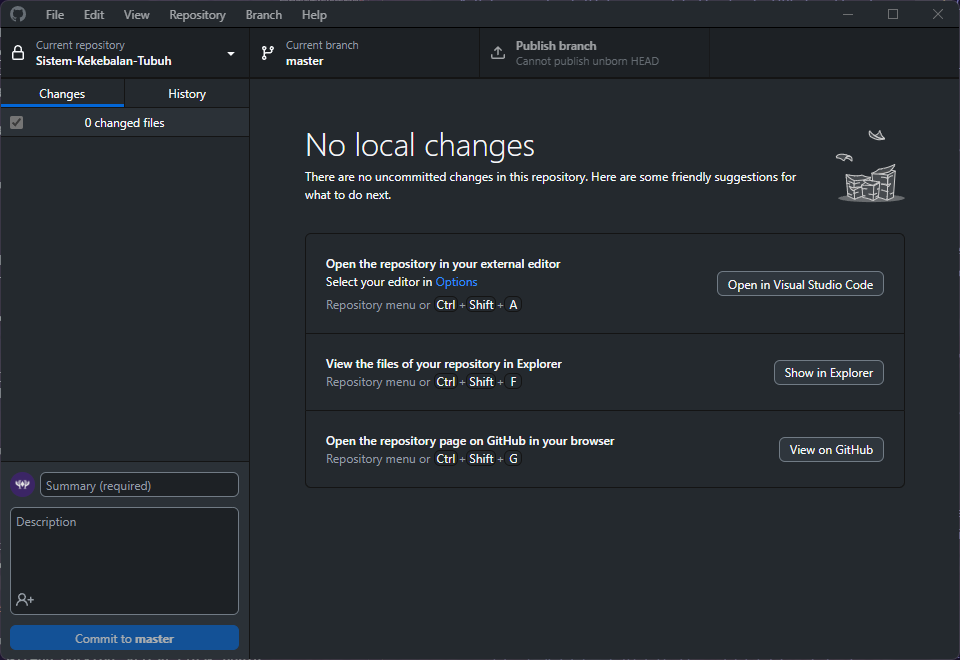 File Edit View Repository Branch Help
Current repository
Sistem-Kekebalan-Tubuh
Current branch
master
Publish branch
Cannot publish unborn HEAD
Changes History
0 changed files
No local changes
There are no uncommitted changes in this repository. Here are some friendly suggestions for
what to do next.
Open the repository in your external editor
Select your editor in Options
Repository menu or Ctrl + Shift + A
Open in Visual Studio Code
View the files of your repository in Explorer
Repository menu or Ctrl + Shift + F
Show in Explorer
Open the repository page on GitHub in your browser
Repository menu or Ctrl + Shift + G
View on GitHub
Summary (required)
Description
Commit to master